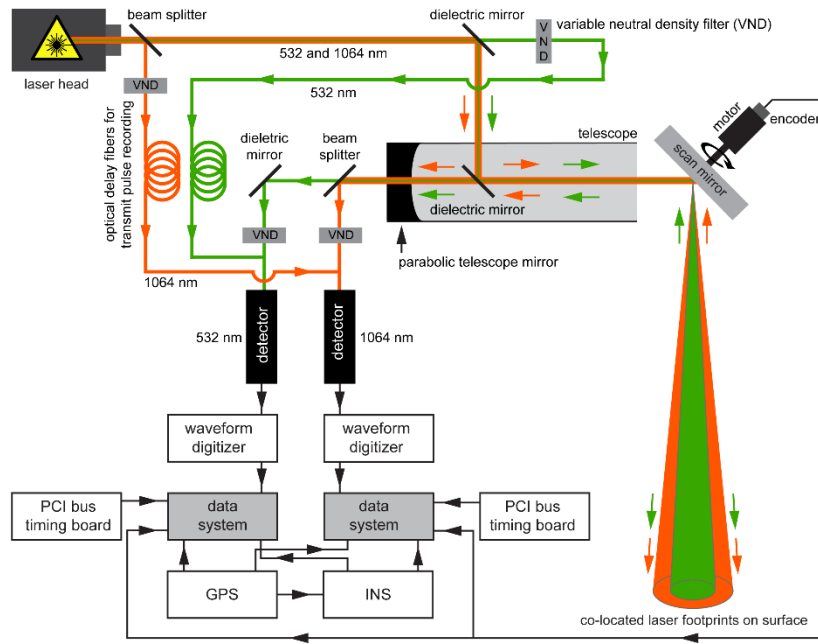 beam splitter
dielectric mirror
variable neutral density filter (VND)
V
N
D
532 and 1064 nm
laser head
VND
532 nm
motor
encoder
optical delay fibers for
transmit pulse recording
dieletric
mirror
beam
splitter
telescope
scan mirror
dielectric mirror
VND
VND
parabolic telescope mirror
1064 nm
532 nm
detector
detector
1064 nm
waveform
digitizer
waveform
digitizer
PCI bus
timing board
data
system
data
system
PCI bus
timing board
GPS
INS
co-located laser footprints on surface